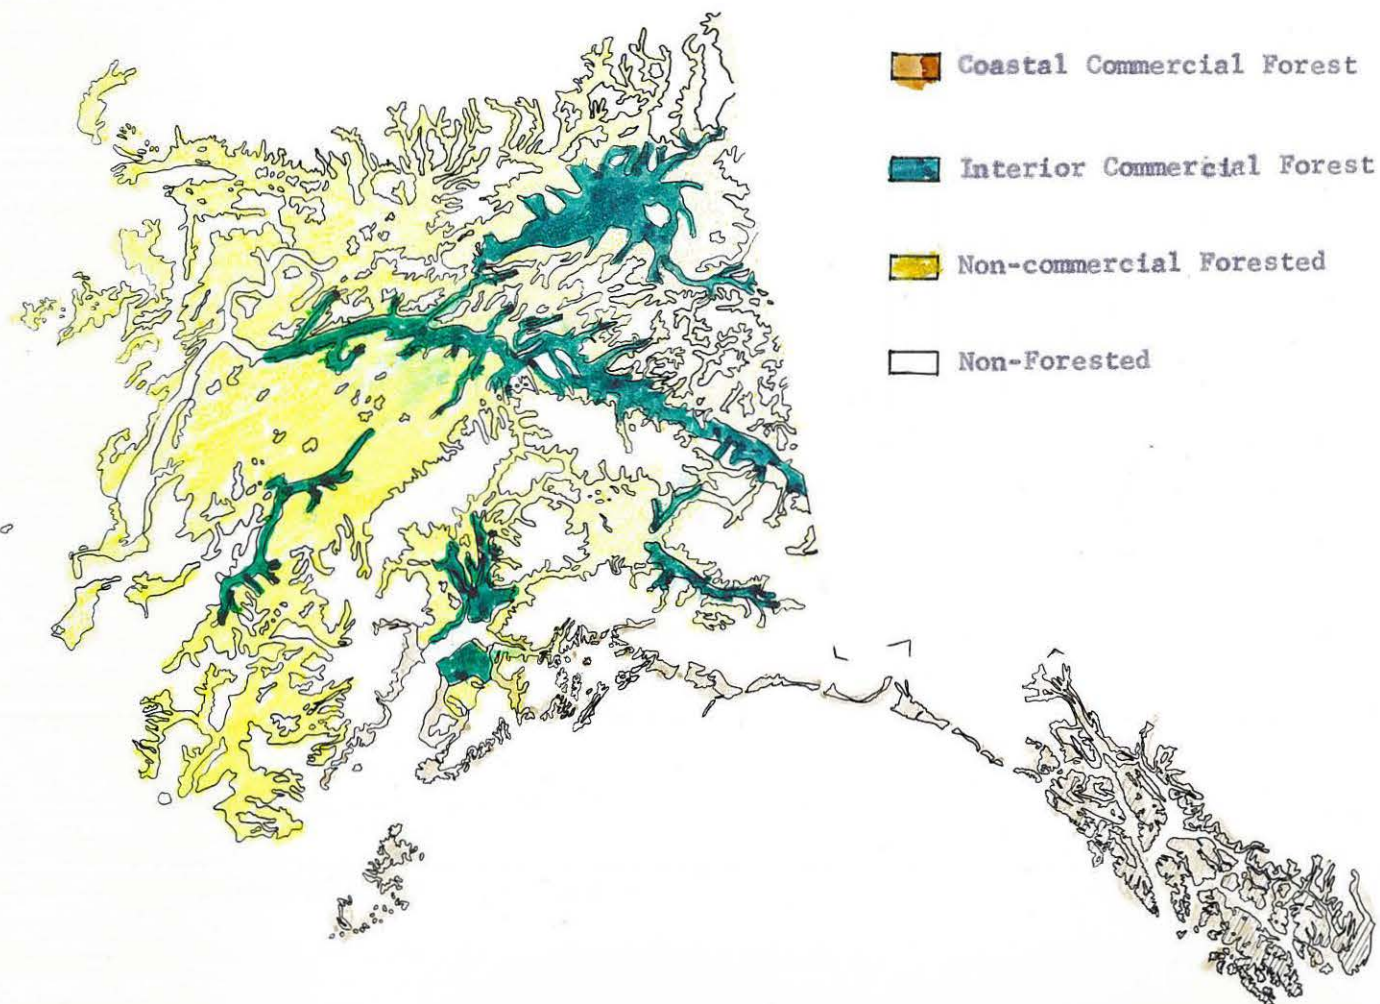 Coastal Commercial Forest
Interior Commercial Forest
Non-commercial Forested
Non-Forested